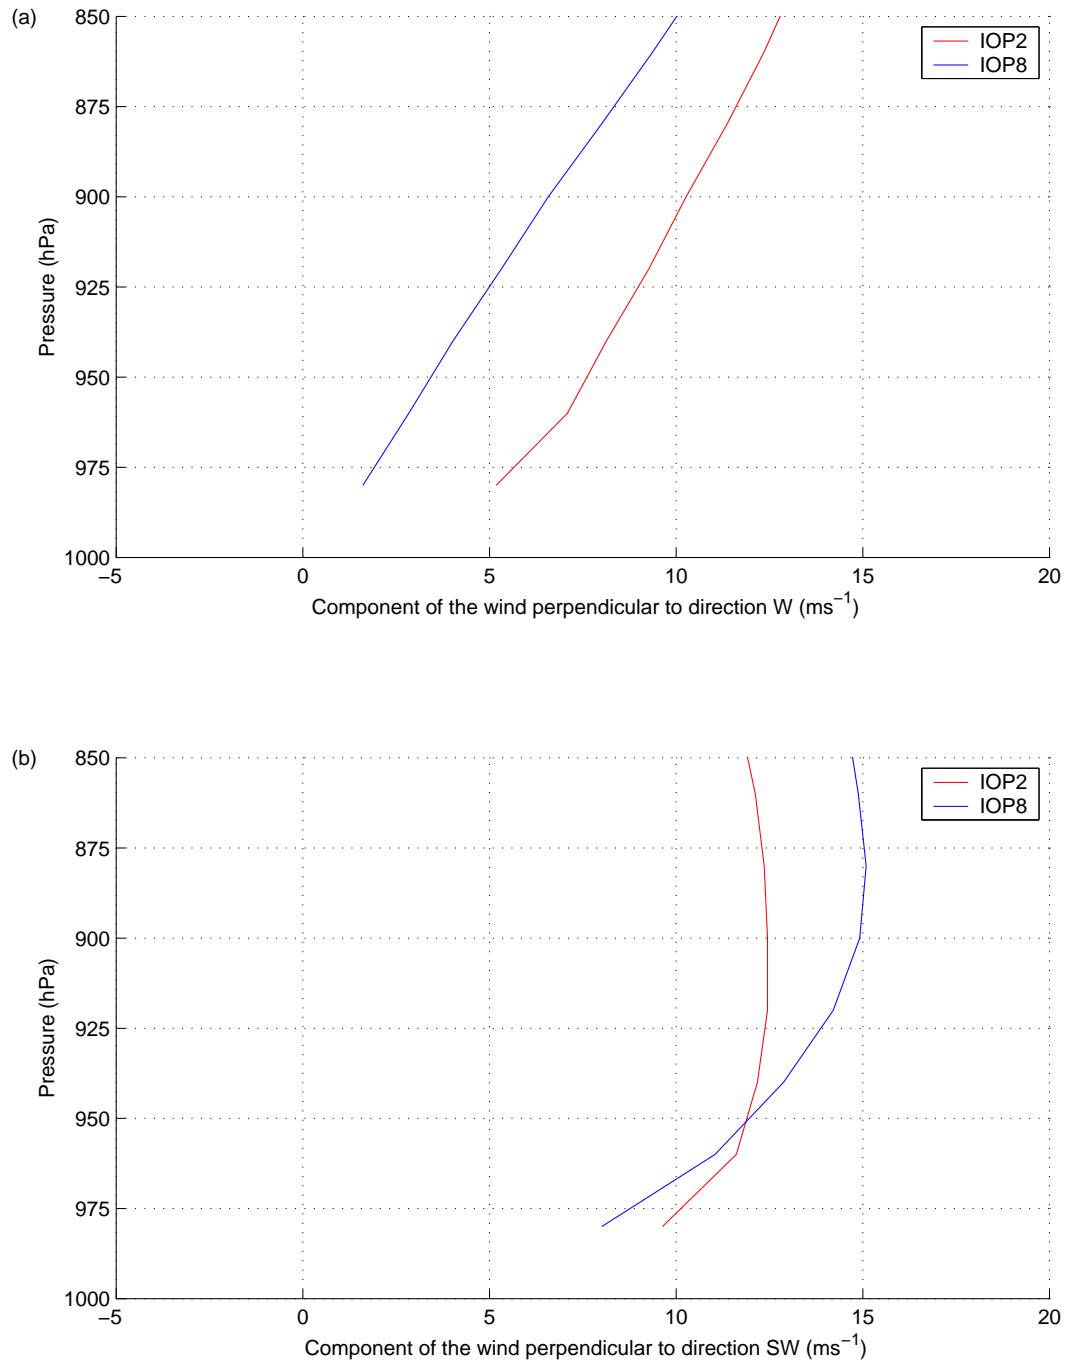 (a)
850
875
900
925
950
975
1000
Pressure (hPa)
−5 0 5 10 15 20
Component of the wind perpendicular to direction W (ms−1)
IOP2
IOP8
(b)
850
875
900
925
950
975
1000
Pressure (hPa)
−5 0 5 10 15 20
Component of the wind perpendicular to direction SW (ms−1)
IOP2
IOP8